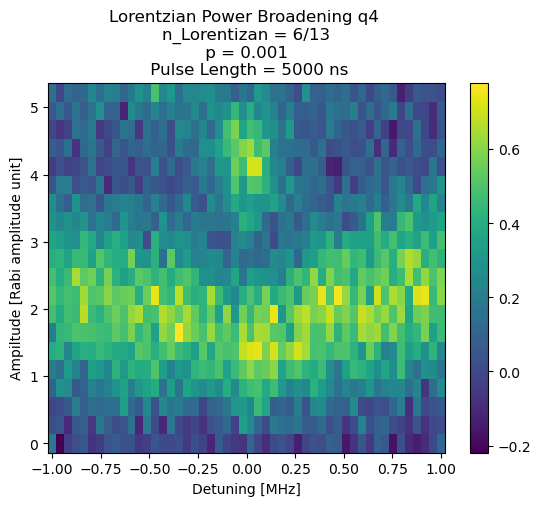 Lorentzian Power Broadening q4
n_Lorentizan = 6/13
p = 0.001
Pulse Length = 5000 ns
5
4
3
2
1
0
Amplitude [Rabi amplitude unit]
−1.00 −0.75 −0.50 −0.25 0.00 0.25 0.50 0.75 1.00
Detuning [MHz]
0.6
0.4
0.2
0.0
−0.2